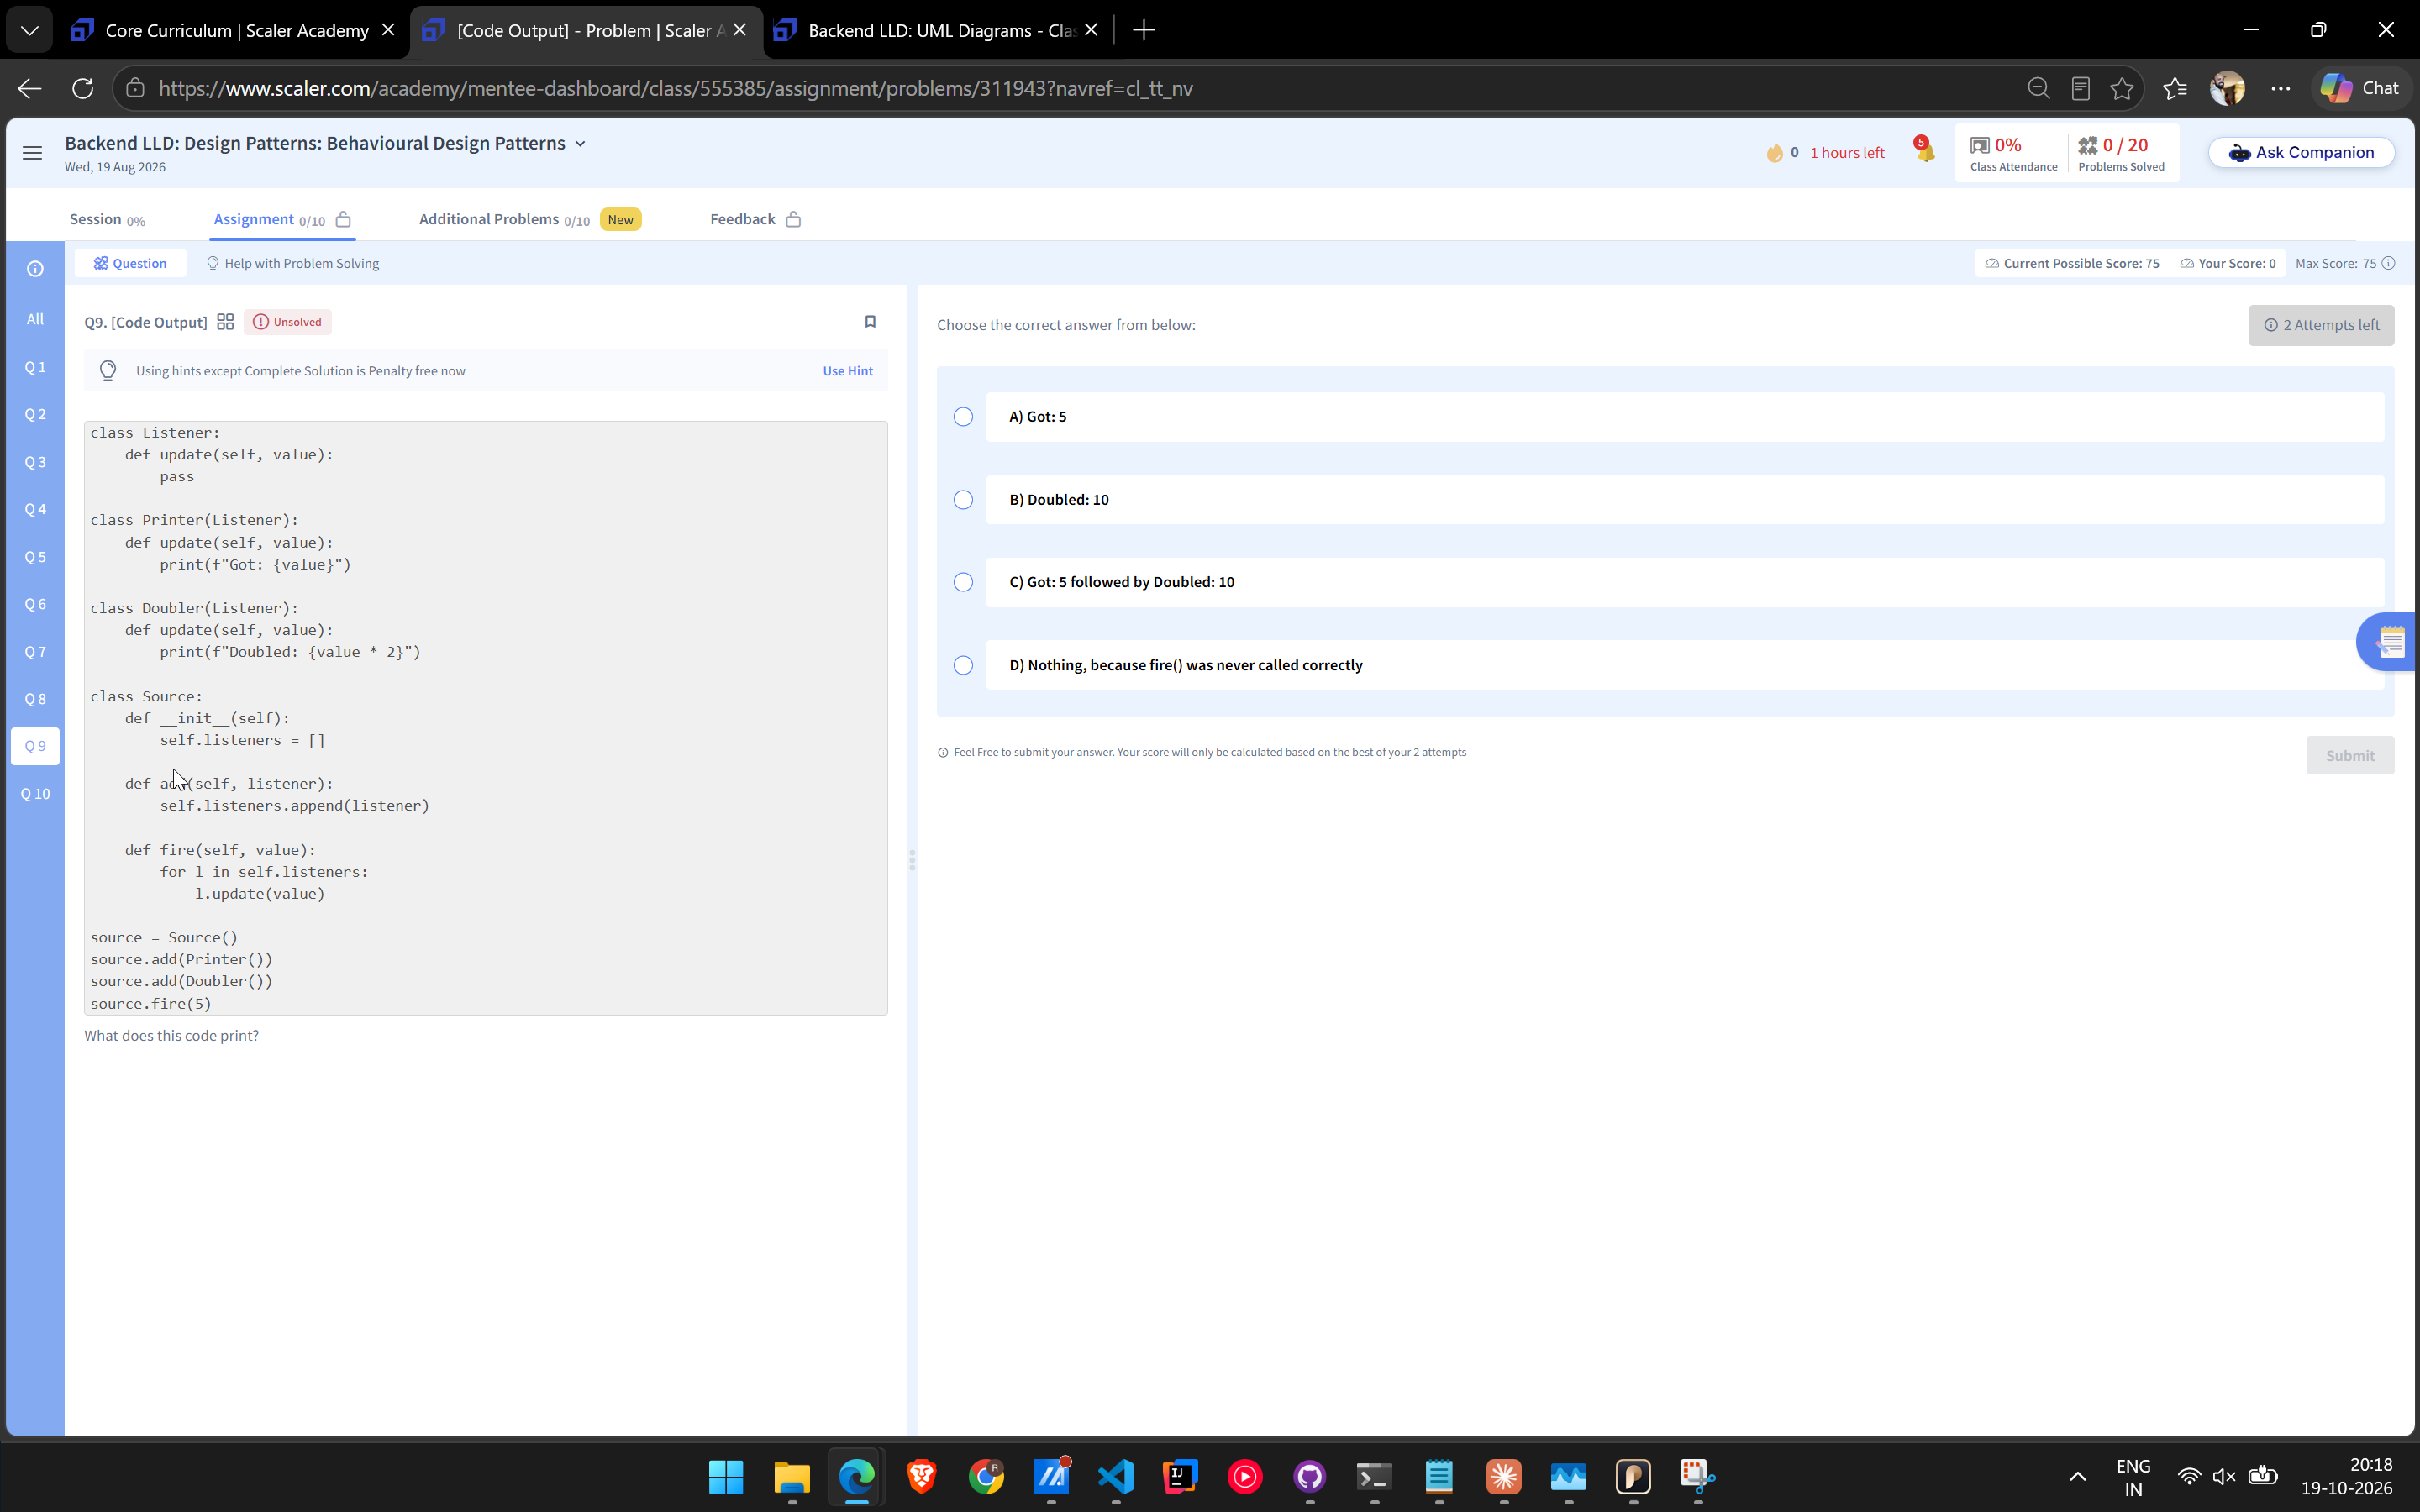 Core Curriculum | Scaler Academy
[Code Output] - Problem | Scaler A
Backend LLD: UML Diagrams - Clas
https://www.scaler.com/academy/mentee-dashboard/class/555385/assignment/problems/311943?navref=cl_tt_nv
Chat
Backend LLD: Design Patterns: Behavioural Design Patterns
Wed, 19 Aug 2026
0 1 hours left
5
0%
Class Attendance
0 / 20
Problems Solved
Ask Companion
Session 0%
Assignment 0/10
Additional Problems 0/10 New
Feedback
Question
Help with Problem Solving
Current Possible Score: 75
Your Score: 0
Max Score: 75
All
Q 1
Q 2
Q 3
Q 4
Q 5
Q 6
Q 7
Q 8
Q 9
Q 10
Q9. [Code Output]
Unsolved
Using hints except Complete Solution is Penalty free now
Use Hint
class Listener:
    def update(self, value):
        pass
class Printer(Listener):
    def update(self, value):
        print(f"Got: {value}")
class Doubler(Listener):
    def update(self, value):
        print(f"Doubled: {value * 2}")
class Source:
    def __init__(self):
        self.listeners = []
    def add(self, listener):
        self.listeners.append(listener)
    def fire(self, value):
        for l in self.listeners:
            l.update(value)
source = Source()
source.add(Printer())
source.add(Doubler())
source.fire(5)
What does this code print?
Choose the correct answer from below:
2 Attempts left
A) Got: 5
B) Doubled: 10
C) Got: 5 followed by Doubled: 10
D) Nothing, because fire() was never called correctly
Feel Free to submit your answer. Your score will only be calculated based on the best of your 2 attempts
Submit
R
IJ
ENG
IN
20:18
19-10-2026